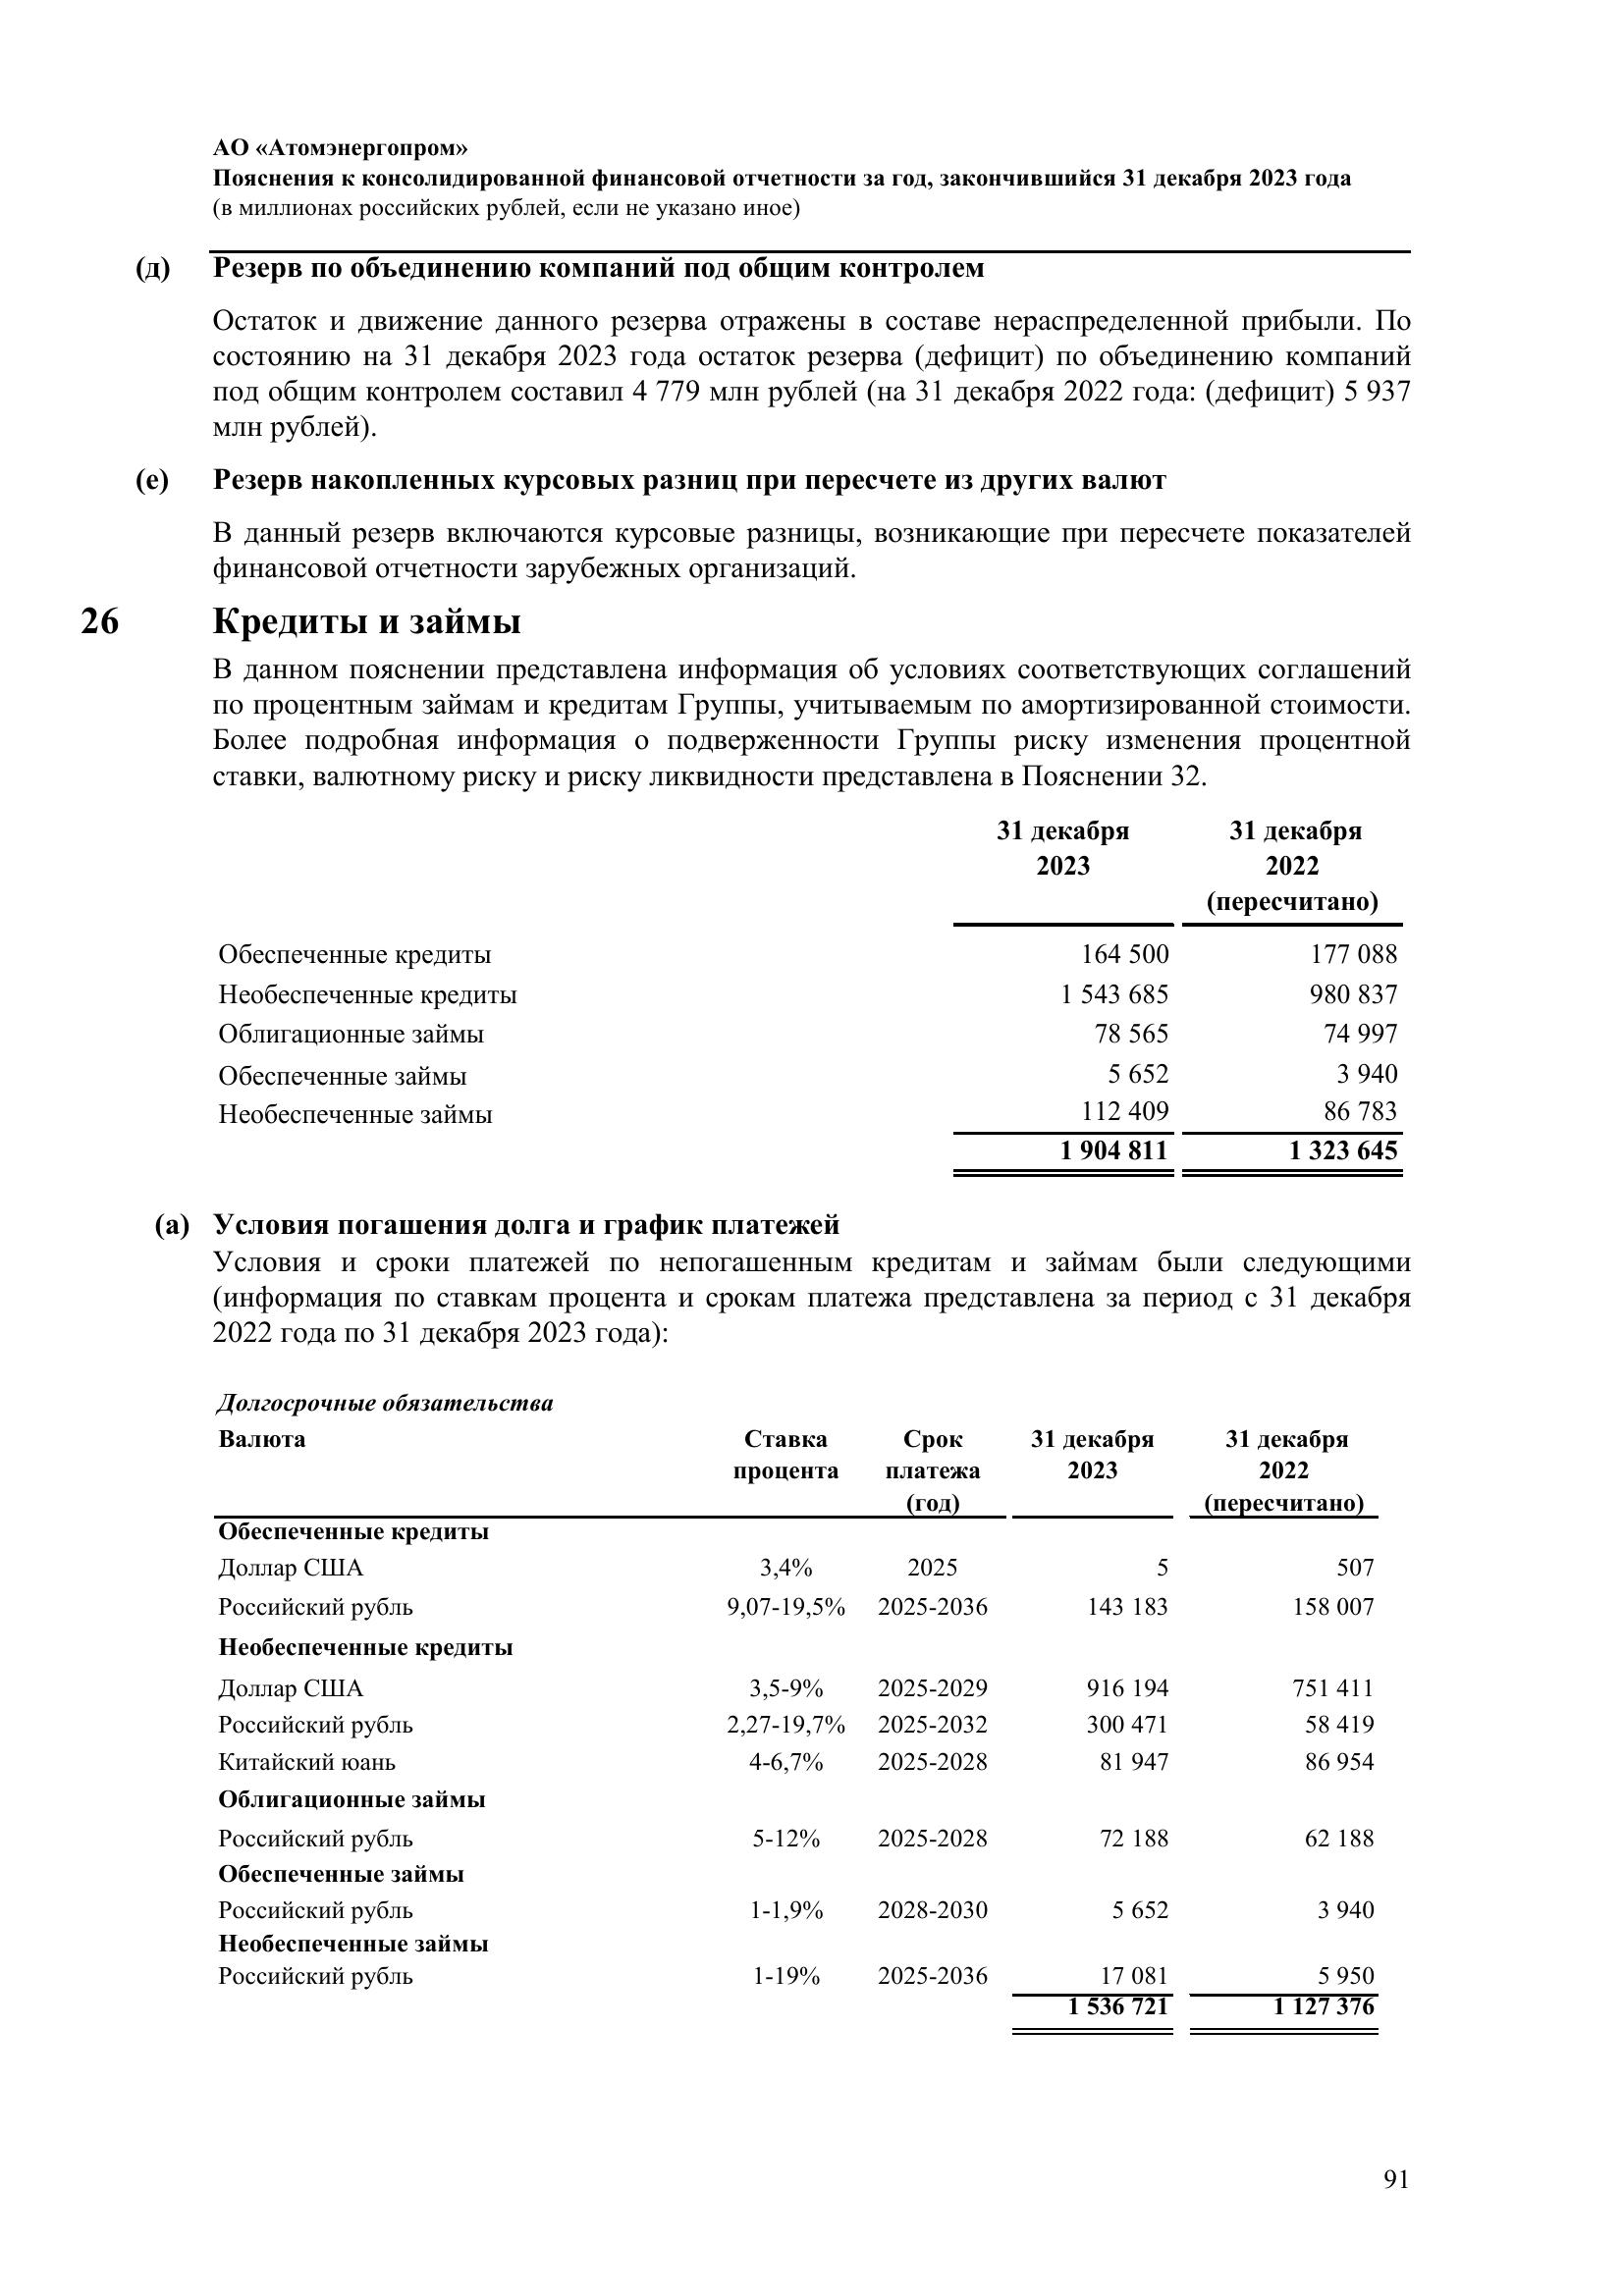 АО «Атомэнергопром»
Пояснения к консолидированной финансовой отчетности за год, закончившийся 31 декабря 2023 года
(в миллионах российских рублей, если не указано иное)
(д) Резерв по объединению компаний под общим контролем
Остаток и движение данного резерва отражены в составе нераспределенной прибыли. По
состоянию на 31 декабря 2023 года остаток резерва (дефицит) по объединению компаний
под общим контролем составил 4 779 млн рублей (на 31 декабря 2022 года: (дефицит) 5 937
млн рублей).
(е) Резерв накопленных курсовых разниц при пересчете из других валют
В данный резерв включаются курсовые разницы, возникающие при пересчете показателей
финансовой отчетности зарубежных организаций.
26 Кредиты и займы
В данном пояснении представлена информация об условиях соответствующих соглашений
по процентным займам и кредитам Группы, учитываемым по амортизированной стоимости.
Более подробная информация о подверженности Группы риску изменения процентной
ставки, валютному риску и риску ликвидности представлена в Пояснении 32.
31 декабря 31 декабря
2023 2022
(пересчитано)
Обеспеченные кредиты 164 500 177 088
Необеспеченные кредиты 1 543 685 980 837
Облигационные займы 78 565 74 997
Обеспеченные займы 5 652 3 940
Необеспеченные займы 112 409 86 783
1 904 811 1 323 645
(а) Условия погашения долга и график платежей
Условия и сроки платежей по непогашенным кредитам и займам были следующими
(информация по ставкам процента и срокам платежа представлена за период с 31 декабря
2022 года по 31 декабря 2023 года):
Долгосрочные обязательства
Валюта Ставка Срок 31 декабря 31 декабря
процента платежа 2023 2022
(год) (пересчитано)
Обеспеченные кредиты
Доллар США 3,4% 2025 5 507
Российский рубль 9,07-19,5% 2025-2036 143 183 158 007
Необеспеченные кредиты
Доллар США 3,5-9% 2025-2029 916 194 751 411
Российский рубль 2,27-19,7% 2025-2032 300 471 58 419
Китайский юань 4-6,7% 2025-2028 81 947 86 954
Облигационные займы
Российский рубль 5-12% 2025-2028 72 188 62 188
Обеспеченные займы
Российский рубль 1-1,9% 2028-2030 5 652 3 940
Необеспеченные займы
Российский рубль 1-19% 2025-2036 17 081 5 950
1 536 721 1 127 376
91